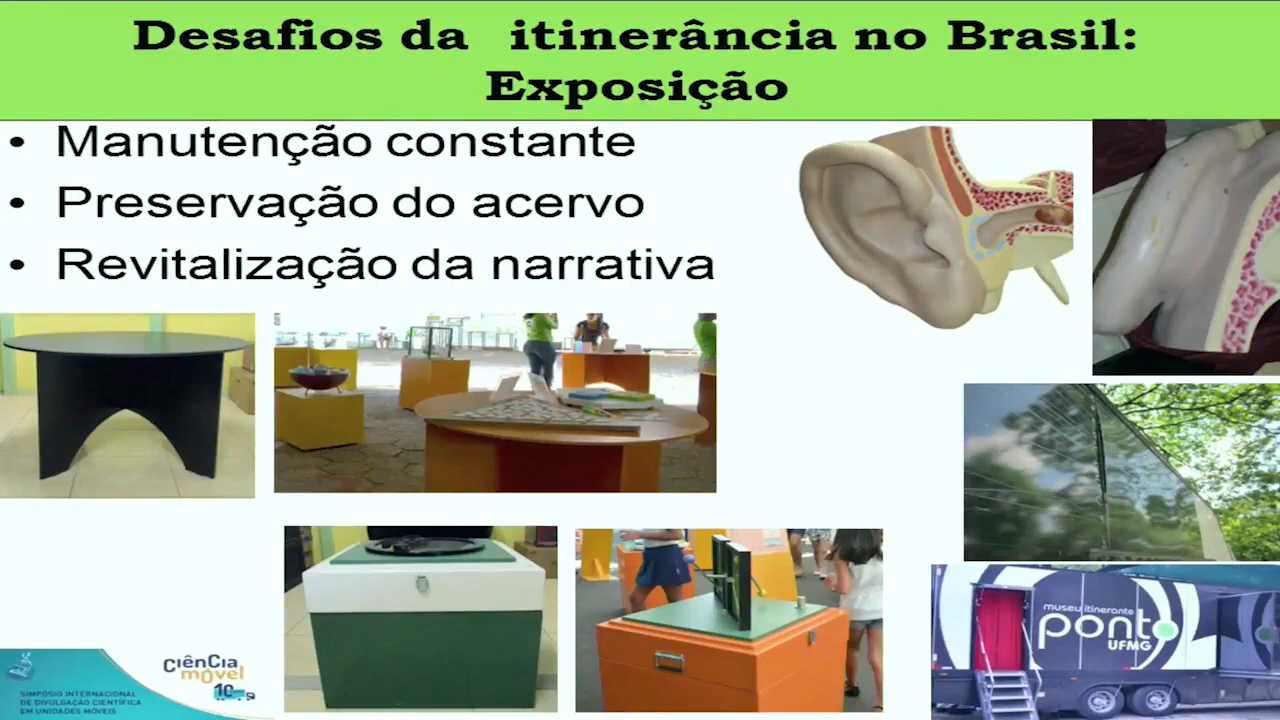 Desafios da itinerância no Brasil:
Exposição
• Manutenção constante
• Preservação do acervo
• Revitalização da narrativa
museu itinerante
ponto
UFMG
CiênCia
móvel
10
SIMPÓSIO INTERNACIONAL
DE DIVULGAÇÃO CIENTÍFICA
EM UNIDADES MÓVEIS